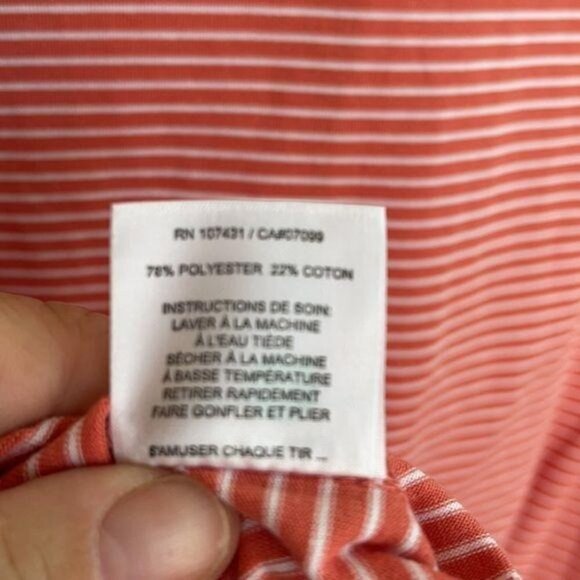 RN 107431 / CA#07099
78% POLYESTER 22% COTON
INSTRUCTIONS DE SOIN:
LAVER À LA MACHINE
À L'EAU TIÈDE
SÉCHER À LA MACHINE
À BASSE TEMPÉRATURE
RETIRER RAPIDEMENT
FAIRE GONFLER ET PLIER
S'AMUSER CHAQUE TIR ...